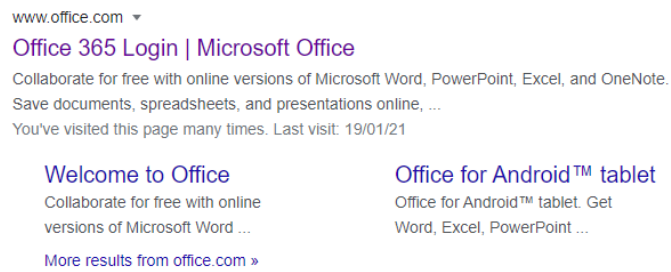 www.office.com
Office 365 Login | Microsoft Office
Collaborate for free with online versions of Microsoft Word, PowerPoint, Excel, and OneNote.
Save documents, spreadsheets, and presentations online, ...
You've visited this page many times. Last visit: 19/01/21
Welcome to Office
Collaborate for free with online
versions of Microsoft Word ...
Office for Android™ tablet
Office for Android™ tablet. Get
Word, Excel, PowerPoint ...
More results from office.com »